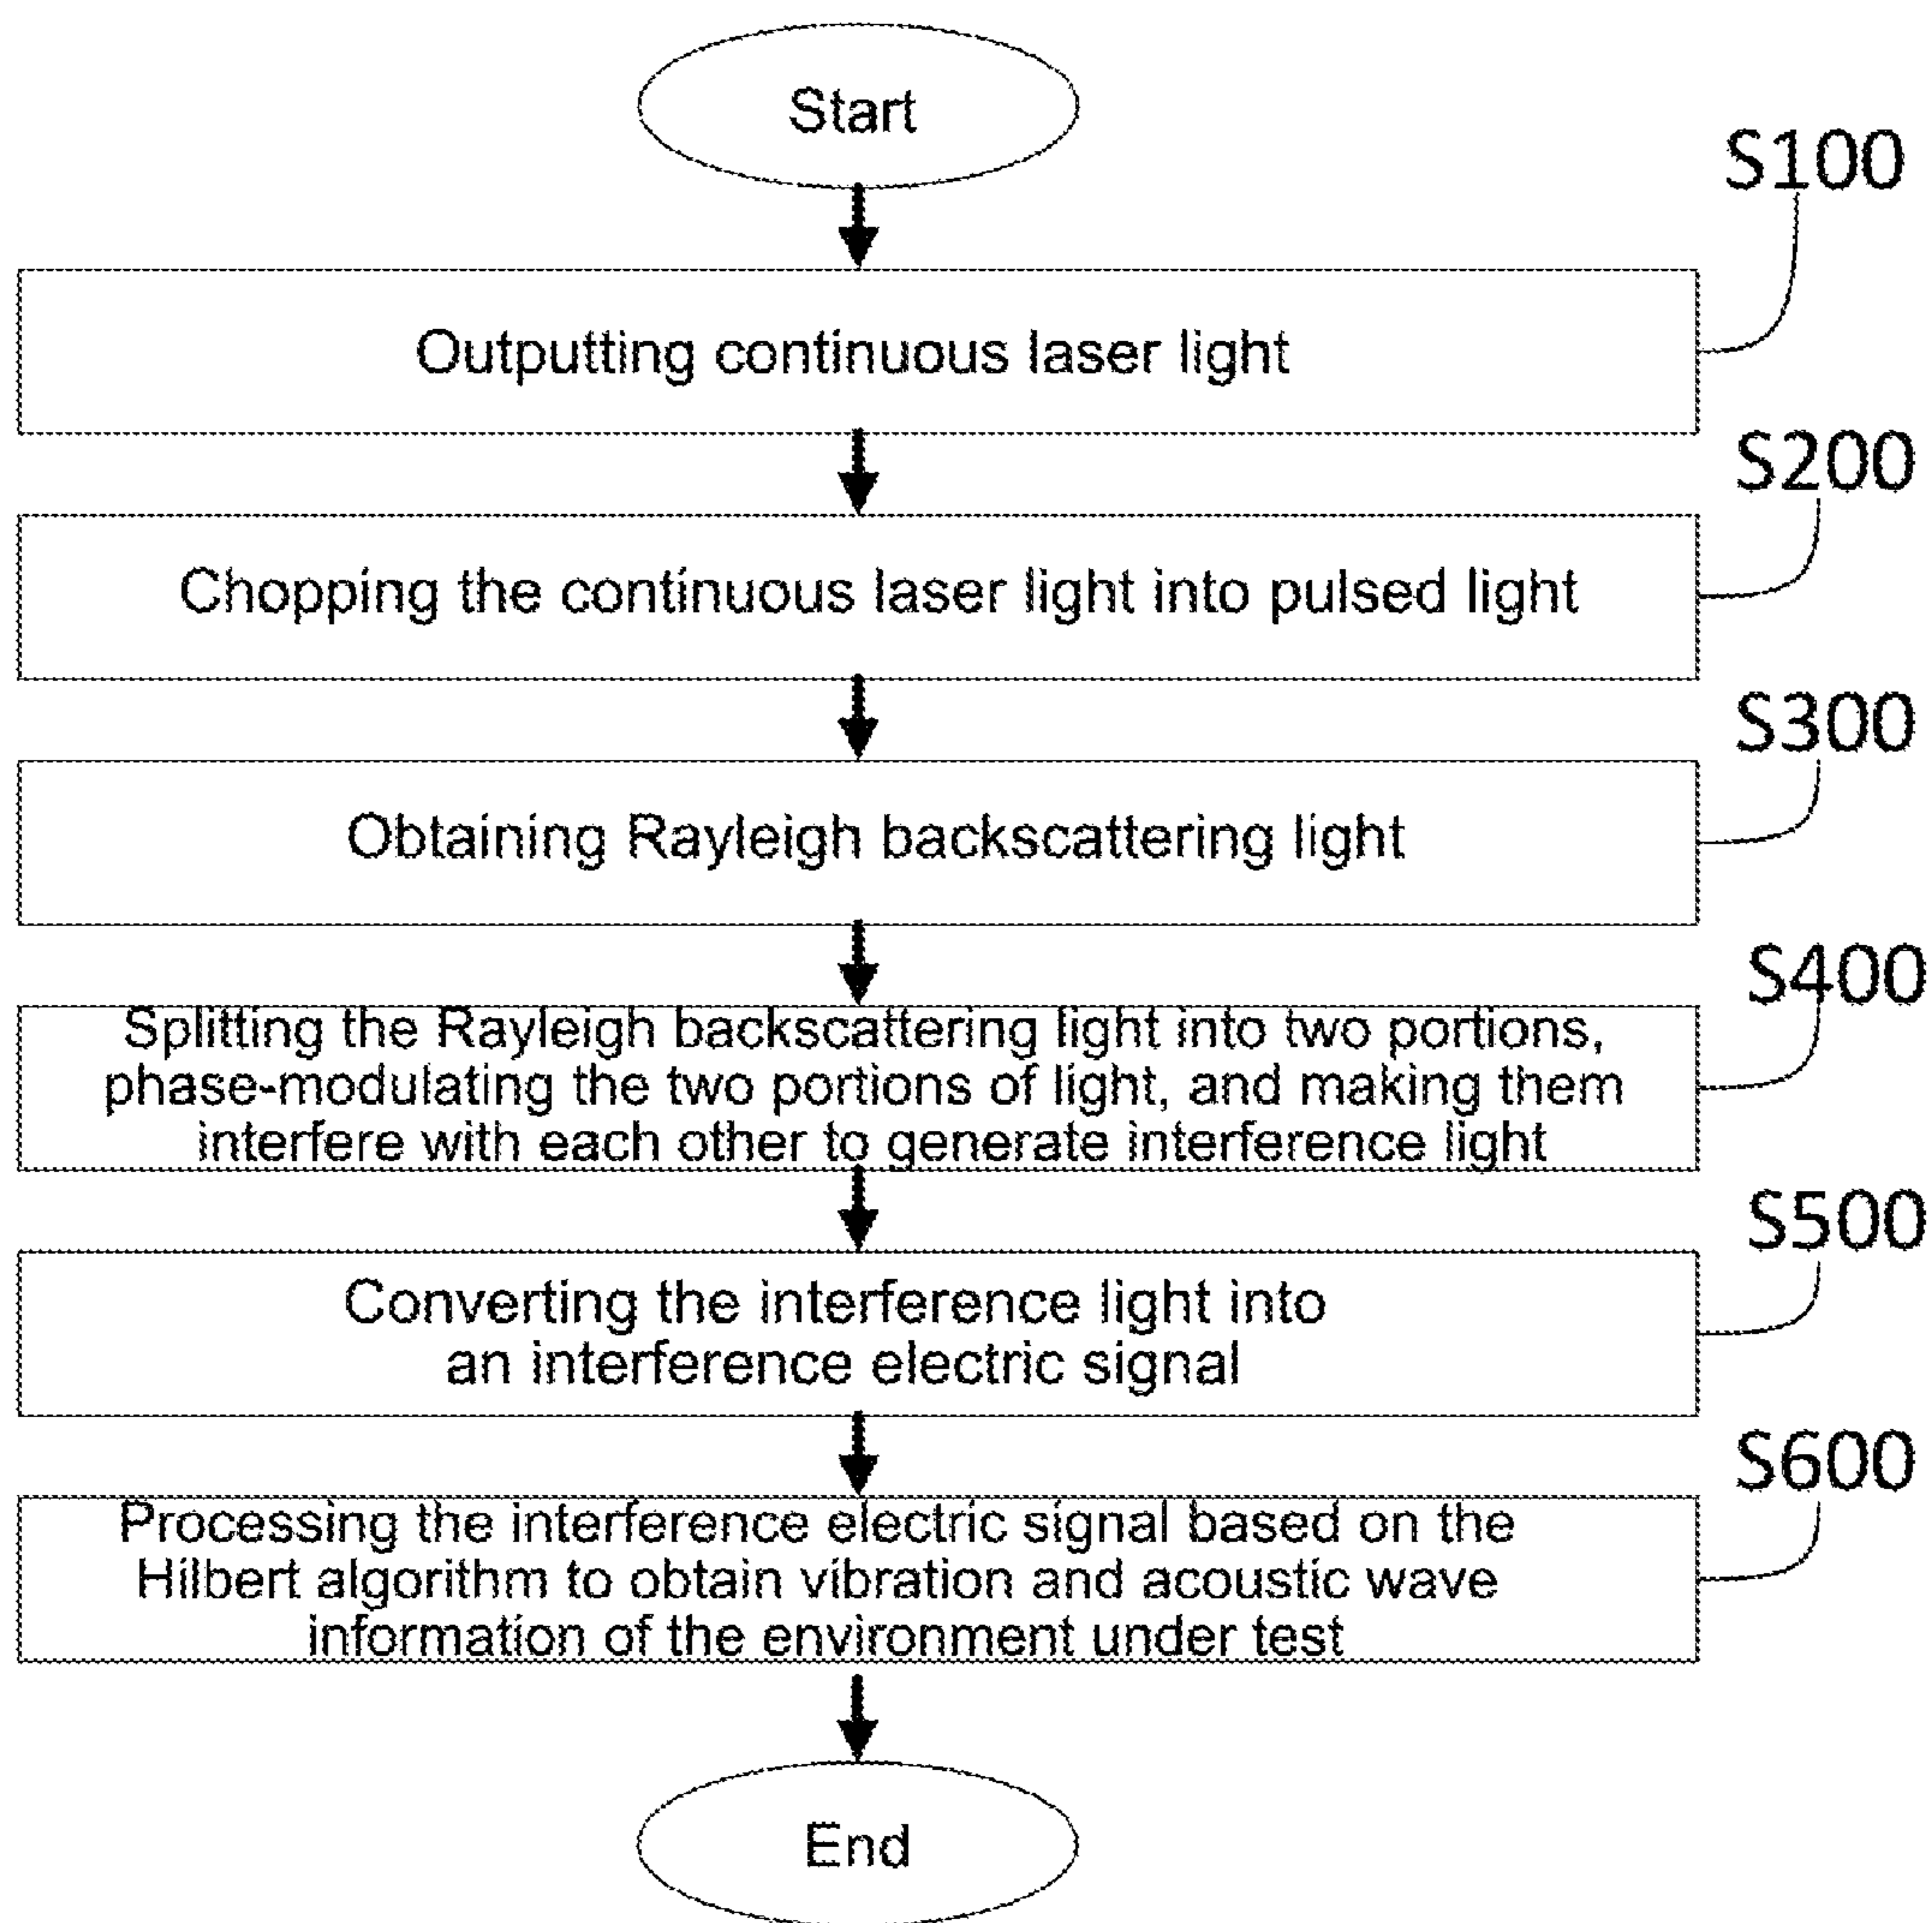 Start
S100
Outputting continuous laser light
S200
Chopping the continuous laser light into pulsed light
S300
Obtaining Rayleigh backscattering light
S400
Splitting the Rayleigh backscattering light into two portions,
phase-modulating the two portions of light, and making them
interfere with each other to generate interference light
S500
Converting the interference light into
an interference electric signal
S600
Processing the interference electric signal based on the
Hilbert algorithm to obtain vibration and acoustic wave
information of the environment under test
End